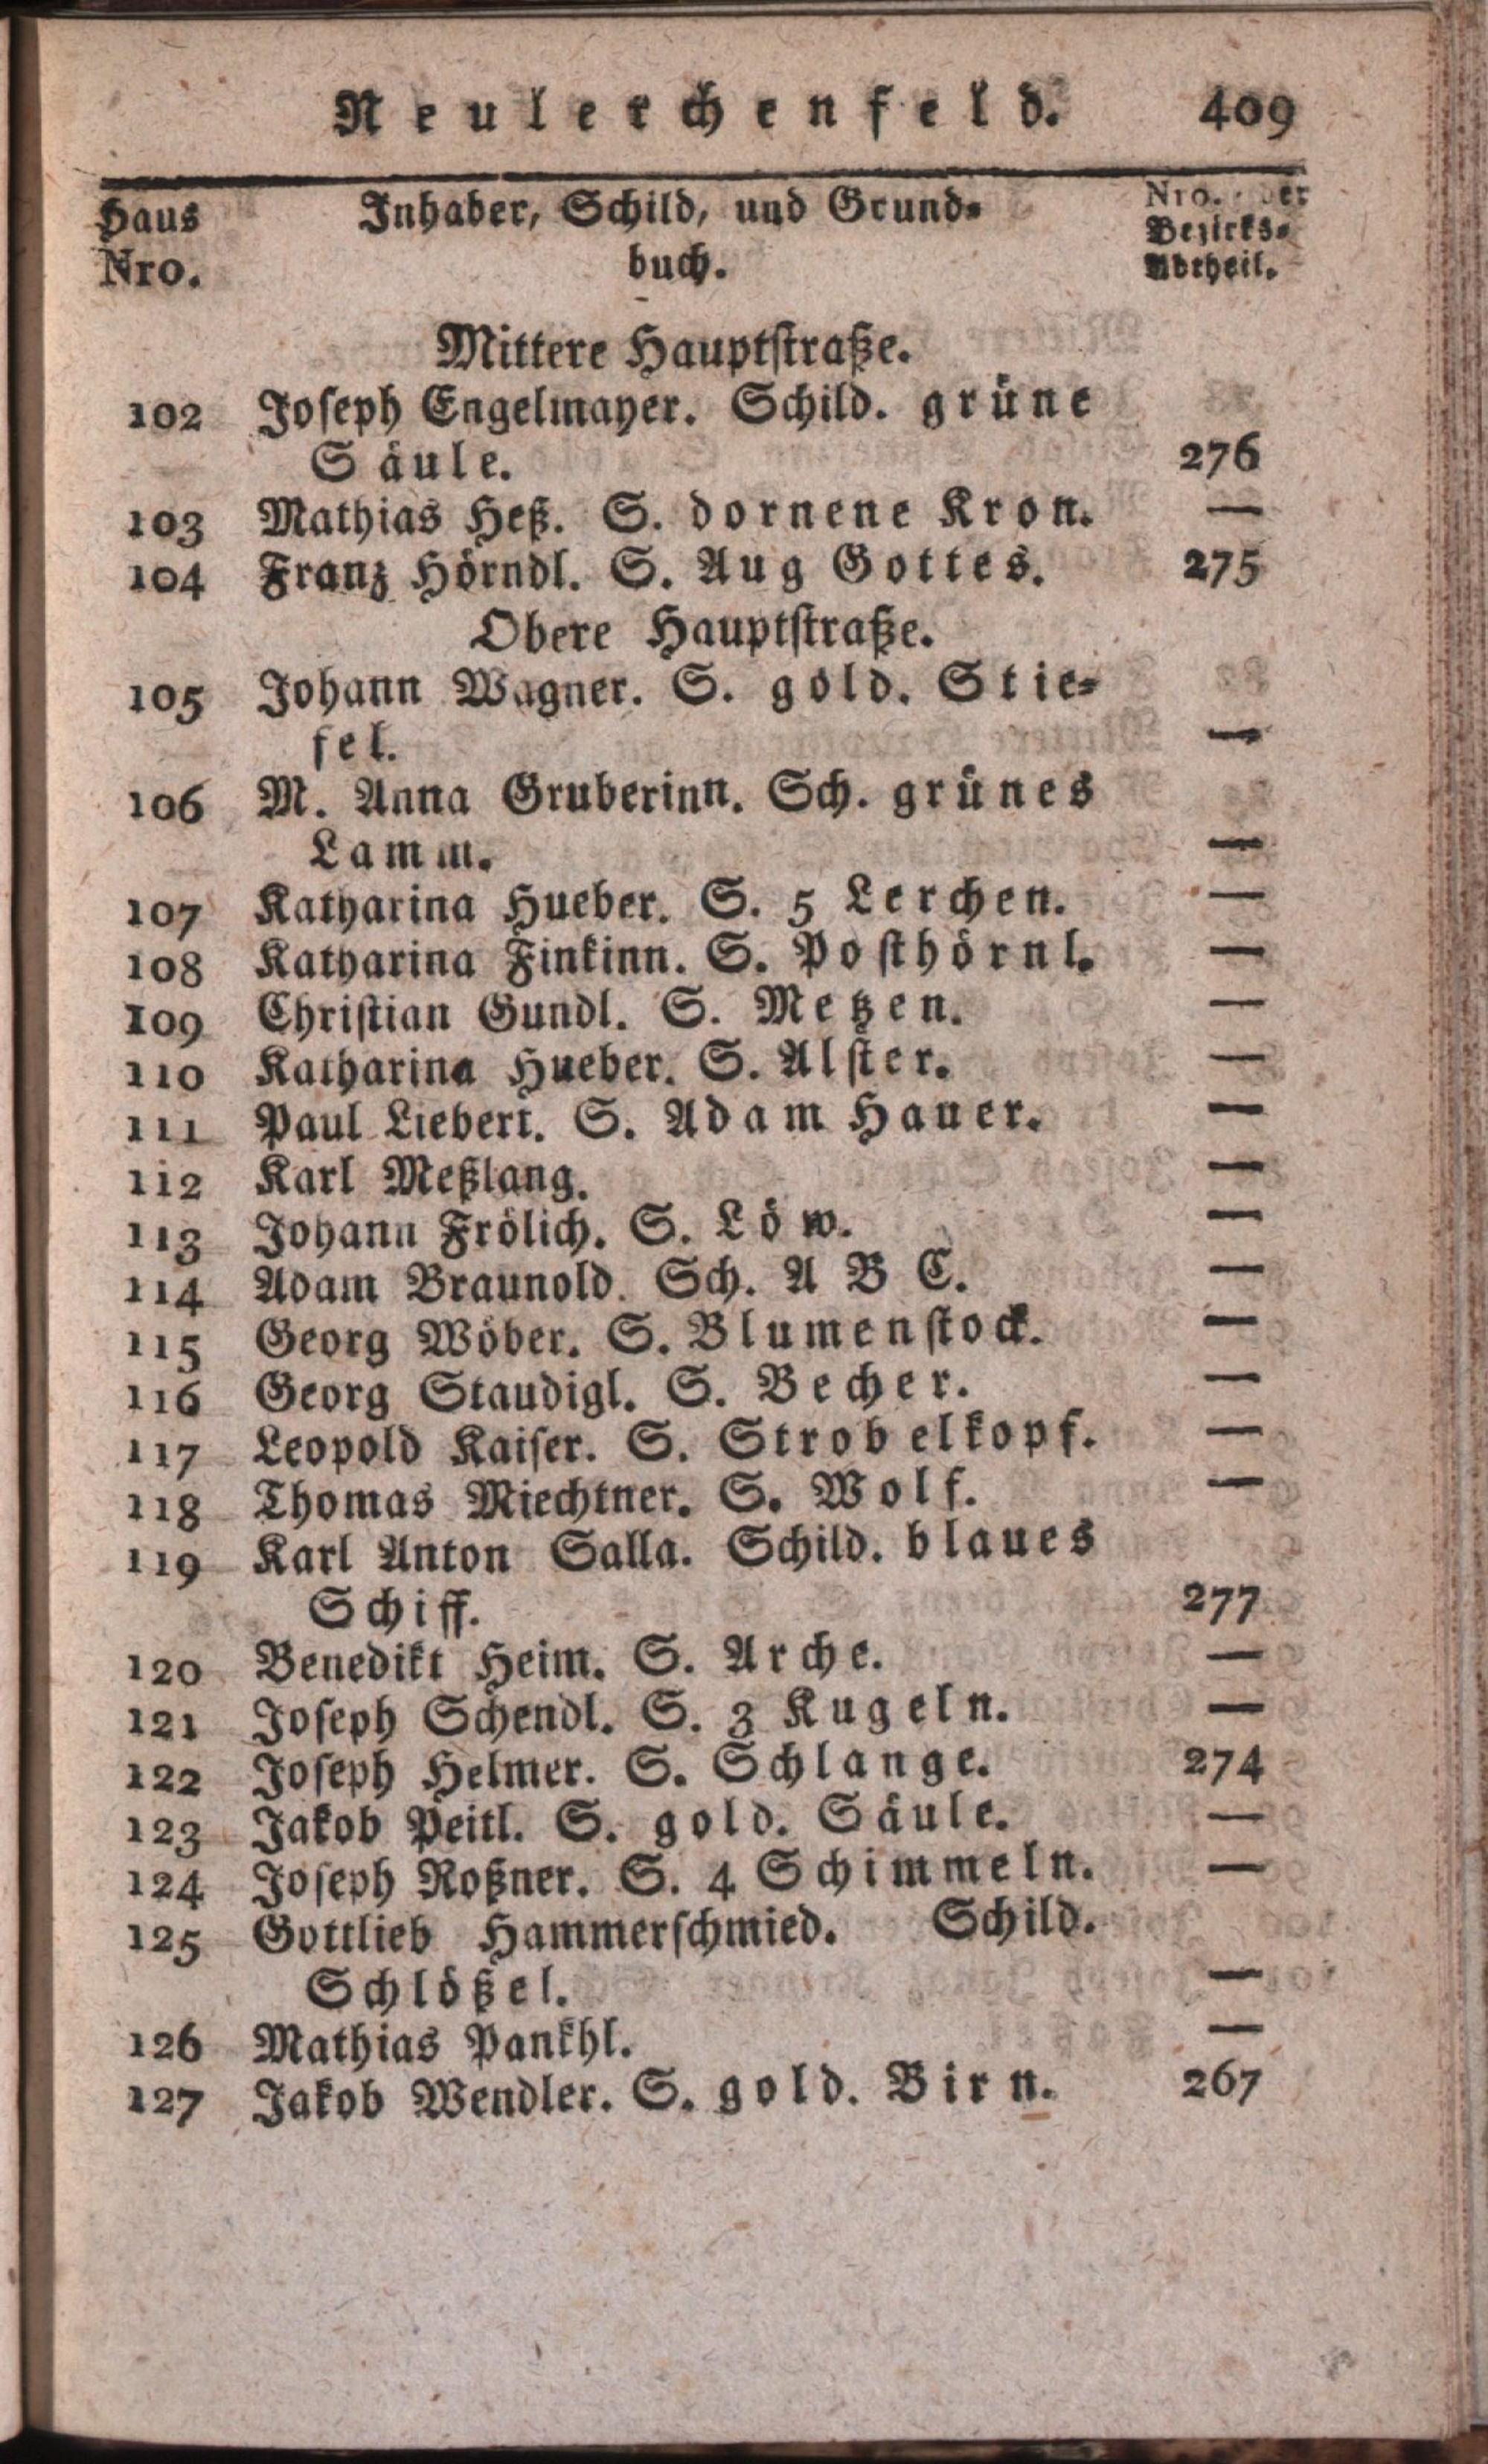 Neulerchenfeld. 409
Haus Inhaber, Schild, und Grund- Nro. der
Nro. buch. Bezirks-
Abtheil.
Mittere Hauptstraße.
102 Joseph Engelmayer. Schild. grüne
Säule. 276
103 Mathias Heß. S. dornene Kron. —
104 Franz Hörndl. S. Aug Gottes. 275
Obere Hauptstraße.
105 Johann Wagner. S. gold. Stie-
fel. —
106 M. Anna Gruberinn. Sch. grünes
Lamm. —
107 Katharina Hueber. S. 5 Lerchen. —
108 Katharina Finkinn. S. Posthörnl. —
109 Christian Gundl. S. Metzen. —
110 Katharina Hueber. S. Alster. —
111 Paul Liebert. S. Adam Hauer. —
112 Karl Meßlang. —
113 Johann Frölich. S. Löw. —
114 Adam Braunold. Sch. A B C. —
115 Georg Wöber. S. Blumenstock. —
116 Georg Staudigl. S. Becher. —
117 Leopold Kaiser. S. Strobelkopf. —
118 Thomas Miechtner. S. Wolf. —
119 Karl Anton Salla. Schild. blaues
Schiff. 277
120 Benedikt Heim. S. Arche. —
121 Joseph Schendl. S. 3 Kugeln. —
122 Joseph Helmer. S. Schlange. 274
123 Jakob Peitl. S. gold. Säule. —
124 Joseph Roßner. S. 4 Schimmeln. —
125 Gottlieb Hammerschmied. Schild.
Schlößel. —
126 Mathias Pankhl. —
127 Jakob Wendler. S. gold. Birn. 267